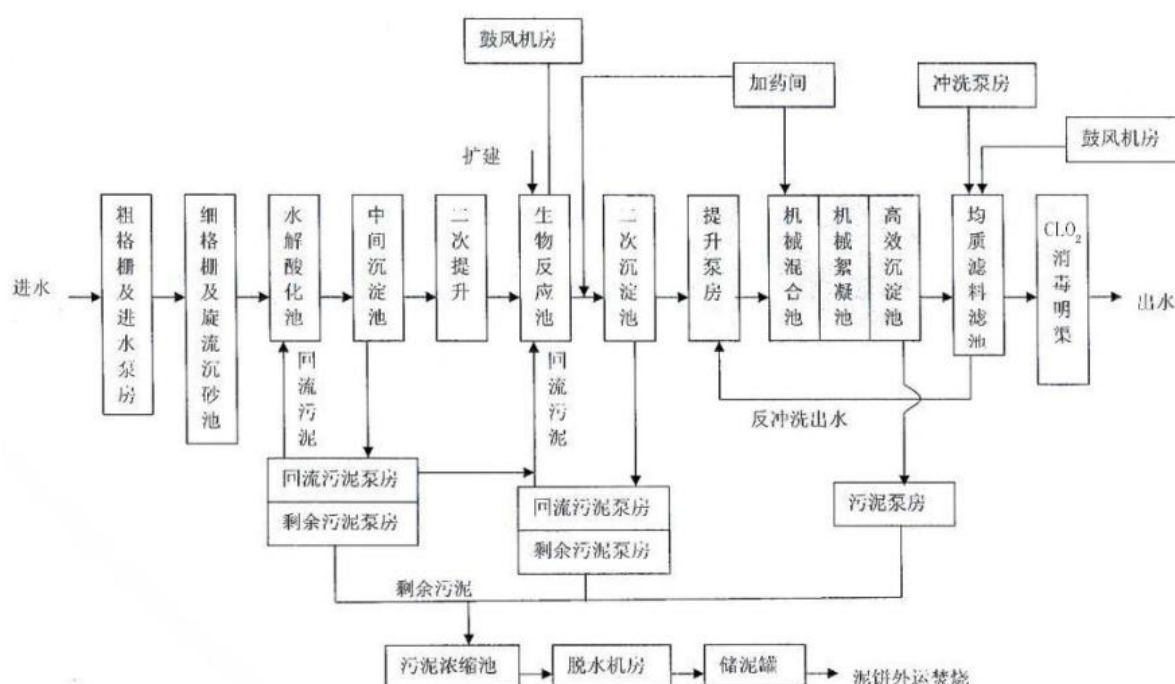 鼓风机房
加药间
冲洗泵房
鼓风机房
扩建
进水
粗格栅及进水泵房
细格栅及旋流沉砂池
水解酸化池
中间沉淀池
二次提升
生物反应池
二次沉淀池
提升泵房
机械混合池
机械絮凝池
高效沉淀池
均质滤料滤池
CLO₂消毒明渠
出水
回流污泥
回流污泥
反冲洗出水
回流污泥泵房
剩余污泥泵房
回流污泥泵房
剩余污泥泵房
污泥泵房
剩余污泥
污泥浓缩池
脱水机房
储泥罐
泥饼外运焚烧